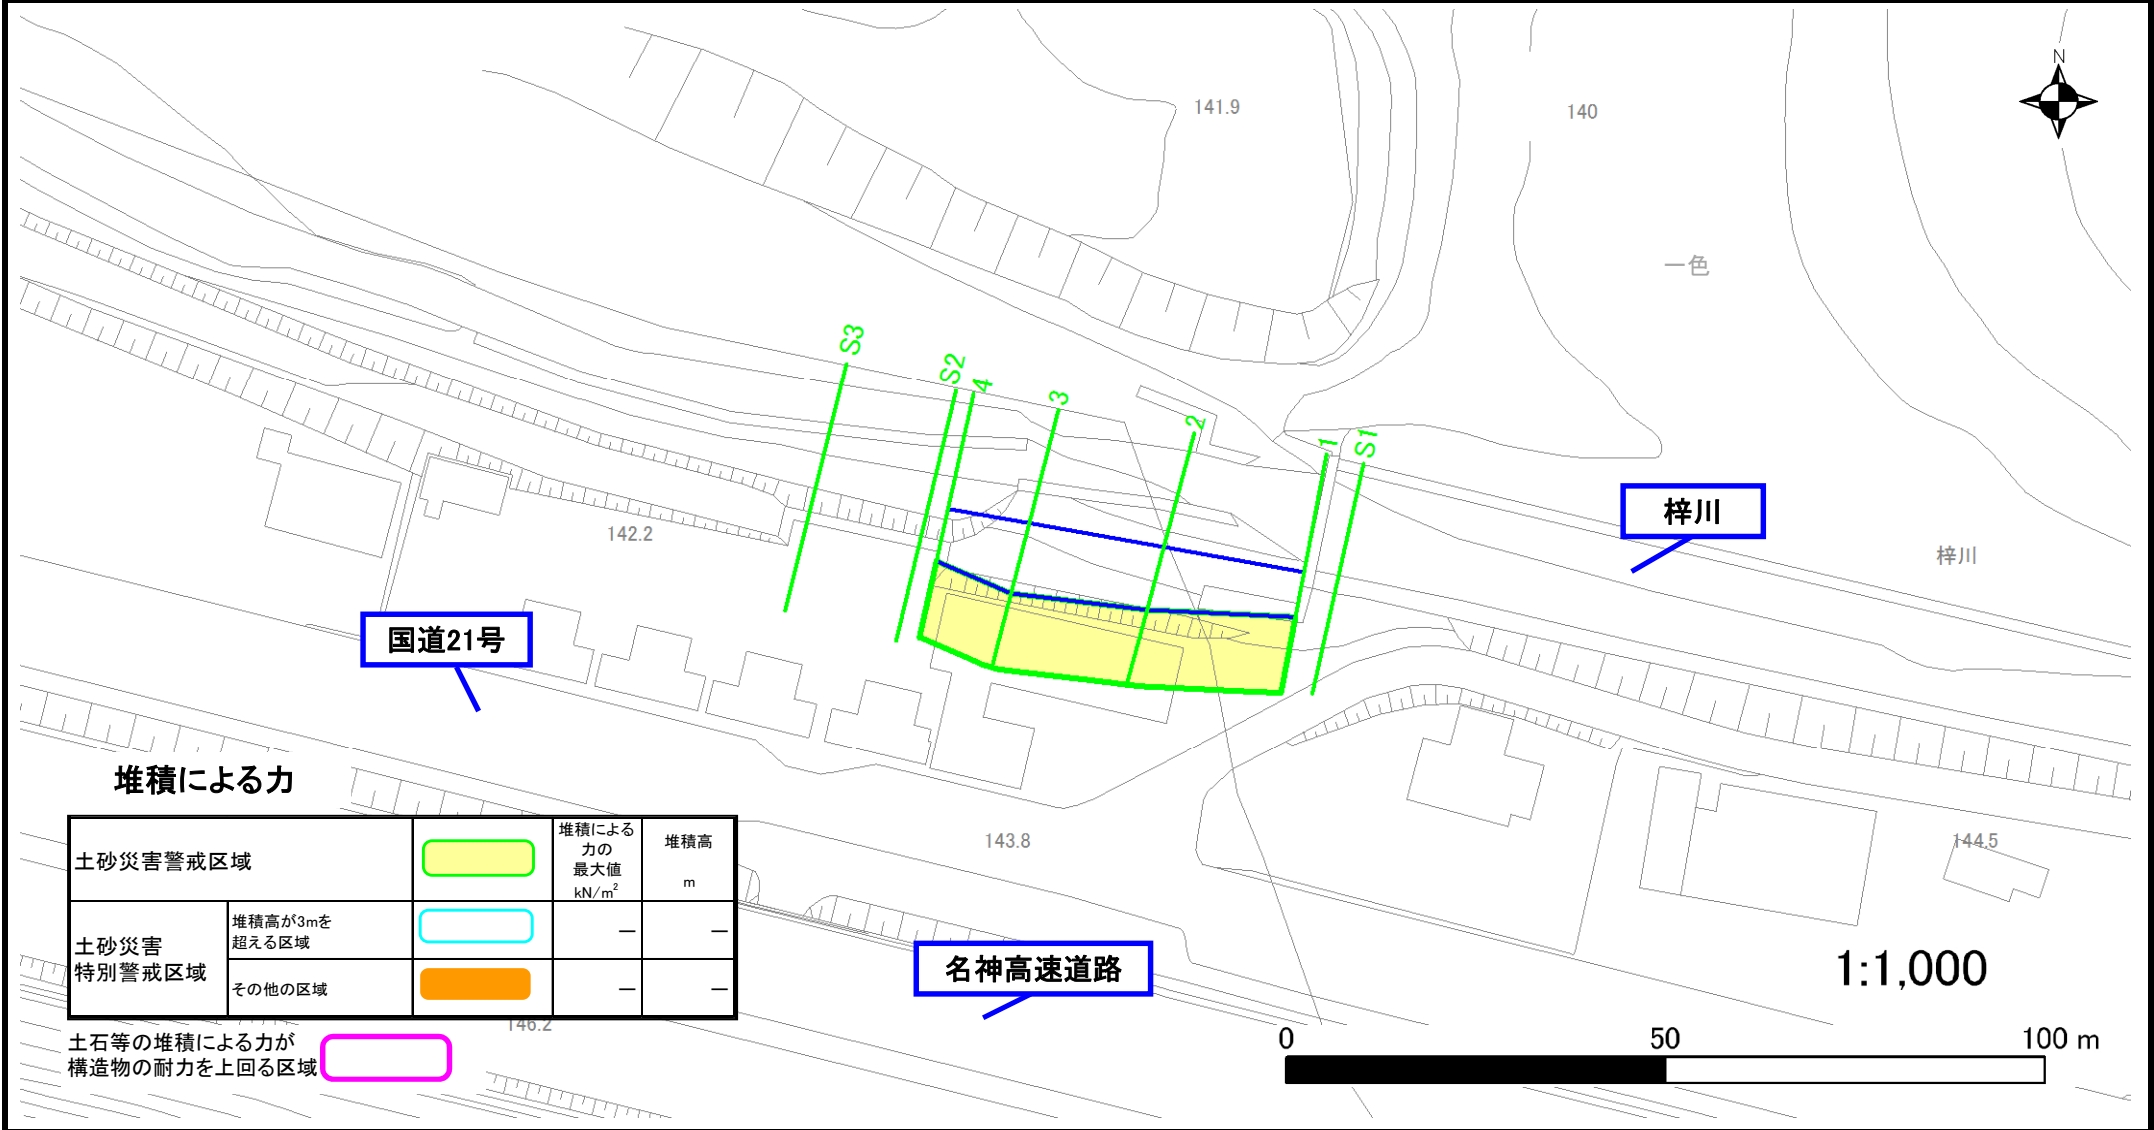 N
141.9
140
一色
S3
S2
4
3
2
1
S1
梓川
梓川
142.2
国道21号
堆積による力
土砂災害警戒区域
堆積による
力の
最大値
kN/m²
堆積高
m
土砂災害
特別警戒区域
堆積高が3mを
超える区域
－
－
その他の区域
－
－
143.8
144.5
名神高速道路
1:1,000
146.2
土石等の堆積による力が
構造物の耐力を上回る区域
0 50 100 m